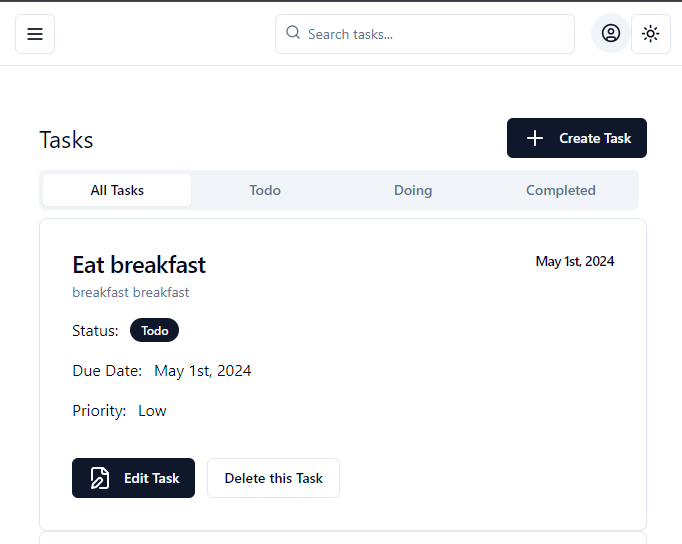 Search tasks...
Tasks
Create Task
All Tasks Todo Doing Completed
Eat breakfast
May 1st, 2024
breakfast breakfast
Status: Todo
Due Date: May 1st, 2024
Priority: Low
Edit Task
Delete this Task